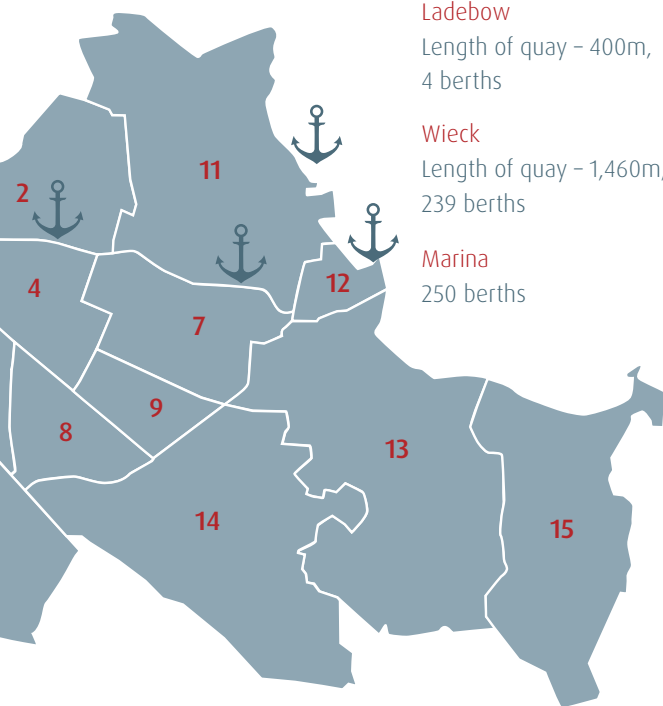 Ladebow
Length of quay – 400m,
4 berths
Wieck
Length of quay – 1,460m,
239 berths
Marina
250 berths
11
2
4
12
7
9
8
13
14
15